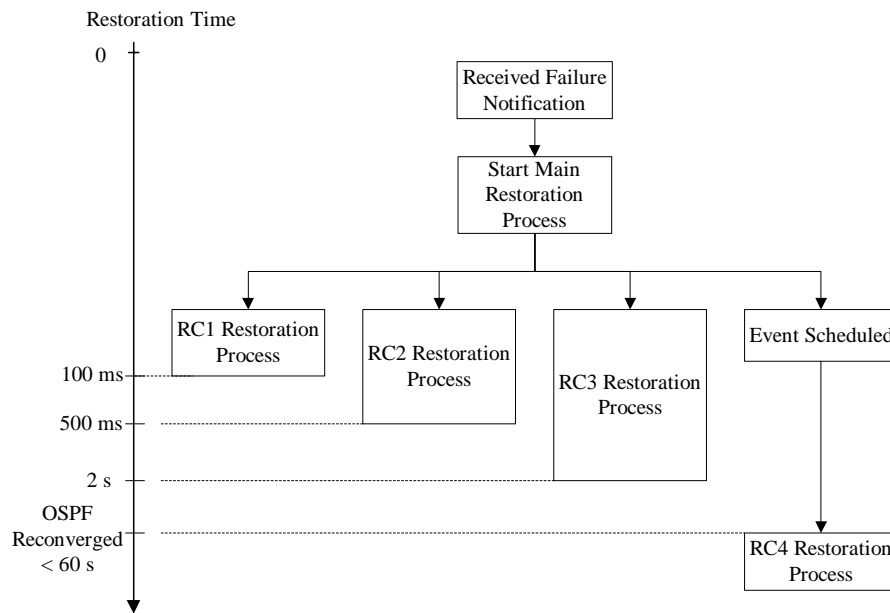 Restoration Time
0
Received Failure
Notification
Start Main
Restoration
Process
RC1 Restoration
Process
RC2 Restoration
Process
RC3 Restoration
Process
Event Scheduled
100 ms
500 ms
2 s
OSPF
Reconverged
< 60 s
RC4 Restoration
Process